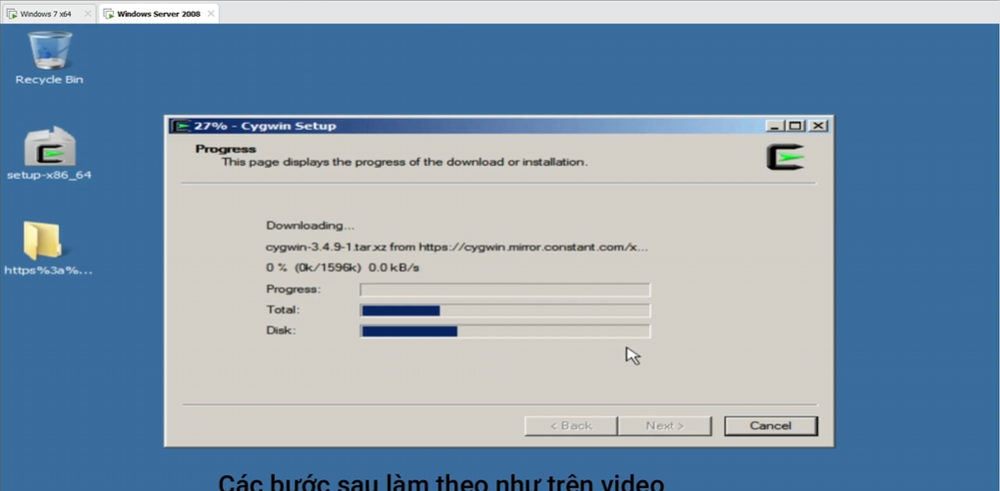 Windows 7 x64
Windows Server 2008
Recycle Bin
setup-x86_64
https%3a%...
27% - Cygwin Setup
Progress
This page displays the progress of the download or installation.
Downloading...
cygwin-3.4.9-1.tar.xz from https://cygwin.mirror.constant.com/x...
0 % (0k/1596k) 0.0 kB/s
Progress:
Total:
Disk:
< Back
Next >
Cancel
Các bước sau làm theo như trên video